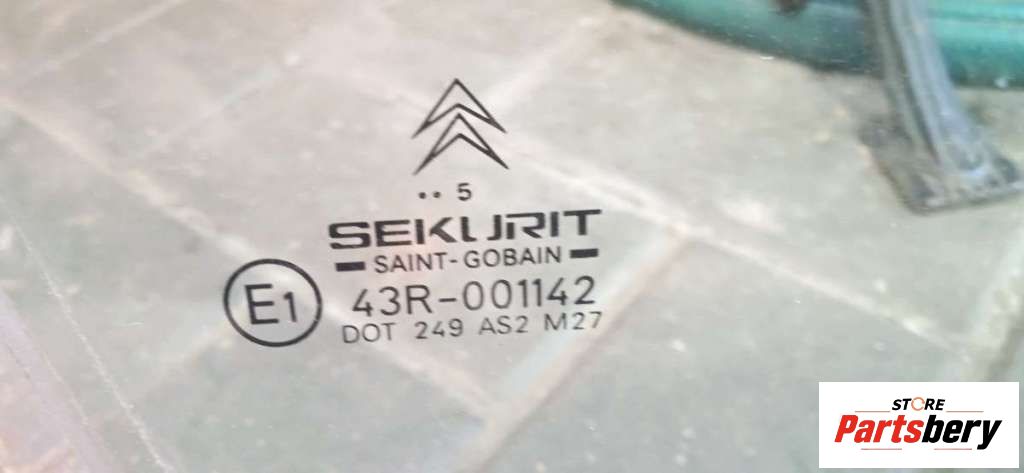 •• 5
SEKURIT
SAINT-GOBAIN
E1
43R-001142
DOT 249 AS2 M27
STORE
Partsbery